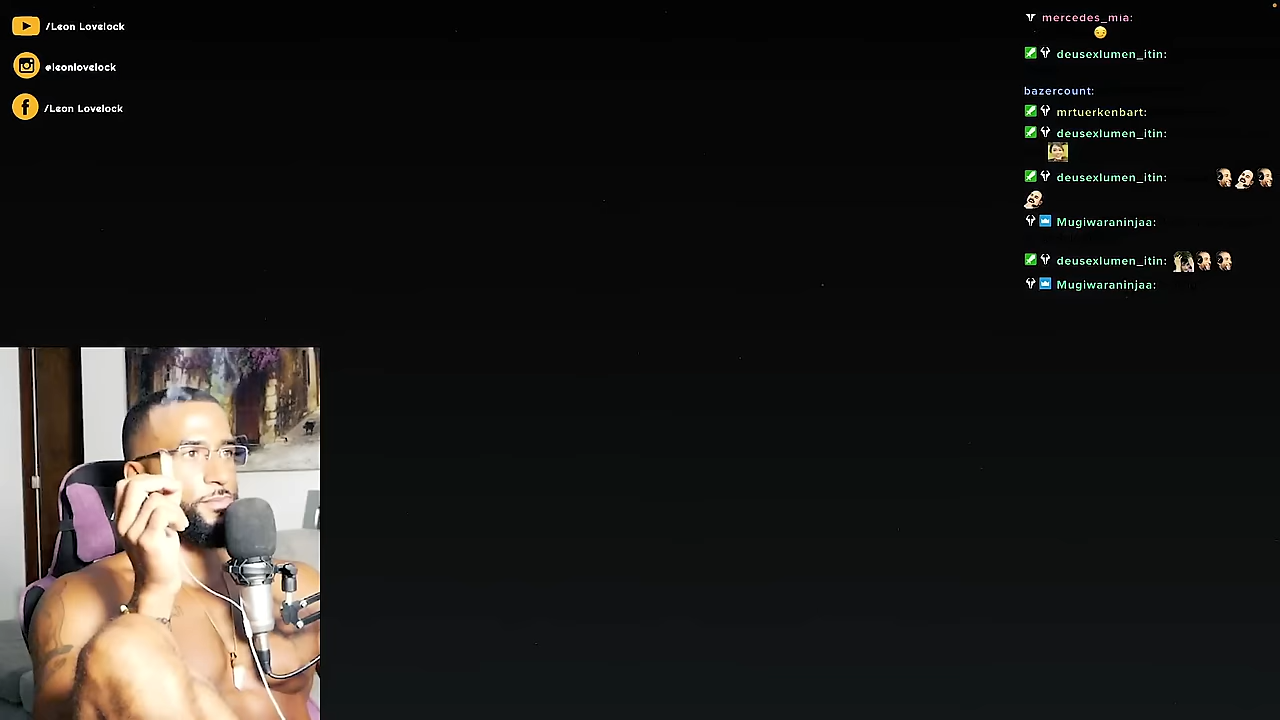 /Leon Lovelock
@leonlovelock
/Leon Lovelock
mercedes_mia:
deusexlumen_itin:
bazercount:
mrtuerkenbart:
deusexlumen_itin:
deusexlumen_itin:
Mugiwaraninjaa:
deusexlumen_itin:
Mugiwaraninjaa: